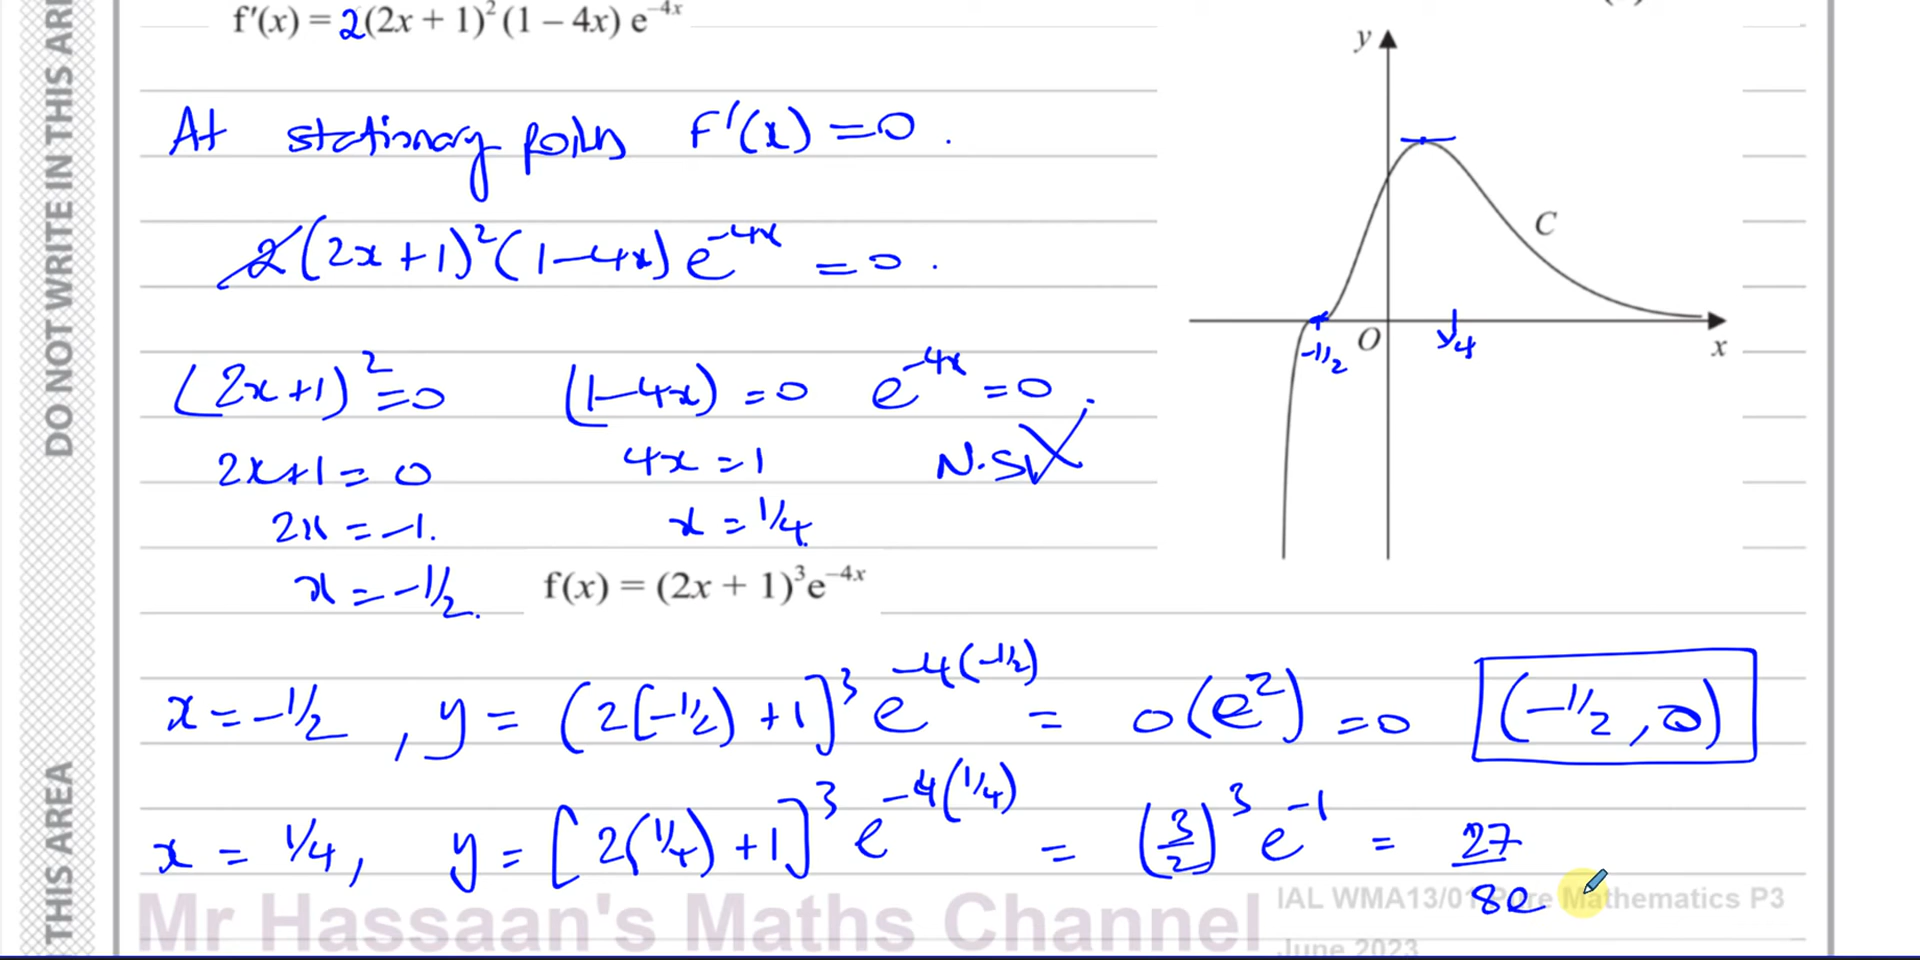 DO NOT WRITE IN THIS AREA
THIS AREA
f′(x) = 2(2x + 1)² (1 − 4x) e⁻⁴ˣ
At stationary points F'(x) = 0.
2(2x+1)²(1−4x) e⁻⁴ˣ = 0.
(2x+1)² = 0 (1−4x) = 0 e⁻⁴ˣ = 0.
2x+1 = 0 4x = 1
2x = −1. x = 1/4.
x = −1/2. f(x) = (2x + 1)³e⁻⁴ˣ
y
C
−1/2 O 1/4 x
x = −1/2, y = (2[−1/2) + 1]³ e^−4(−1/2) = 0(e²) = 0 (−1/2, 0)
x = 1/4, y = [2(1/4) + 1]³ e^−4(1/4) = (3/2)³ e⁻¹ = 27/8e
Mr Hassaan's Maths Channel
IAL WMA13/01 Pure Mathematics P3
June 2023